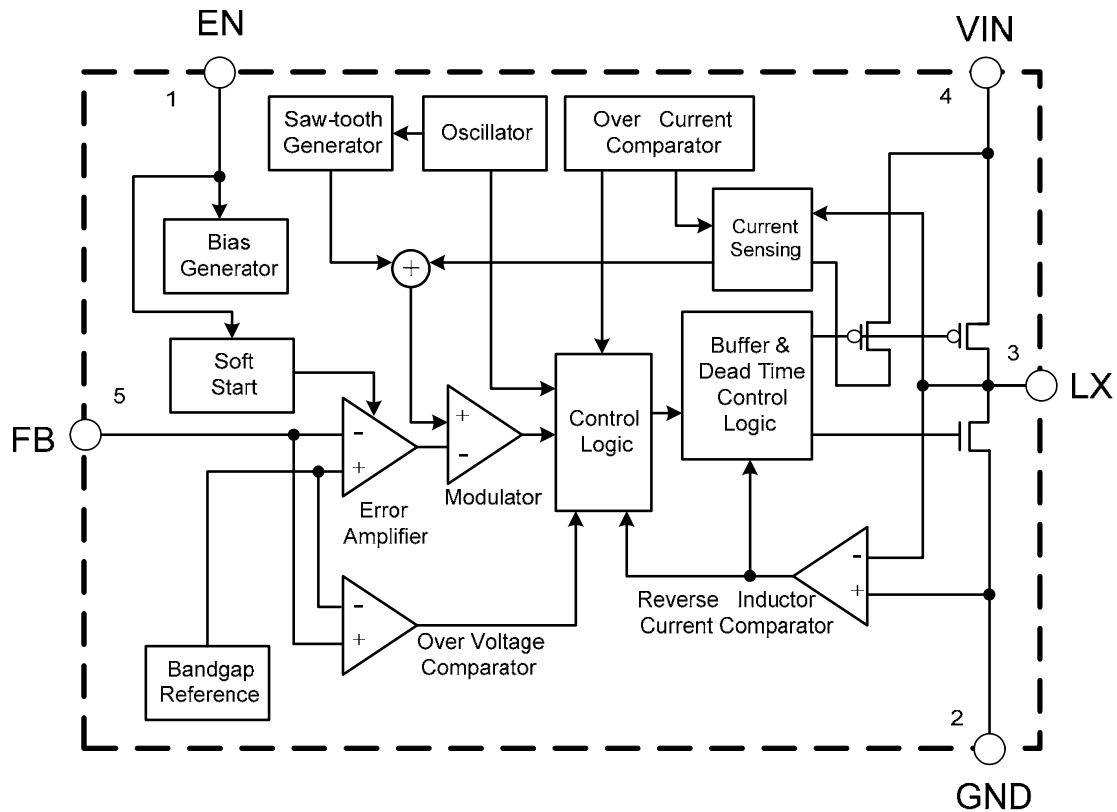 EN
VIN
1
4
Saw-tooth
Generator
Oscillator
Over Current
Comparator
Bias
Generator
+
Current
Sensing
Soft
Start
Buffer &
Dead Time
Control
Logic
3
LX
5
FB
-
+
Error
Amplifier
+
-
Modulator
Control
Logic
-
+
Reverse Inductor
Current Comparator
-
+
Over Voltage
Comparator
Bandgap
Reference
2
GND